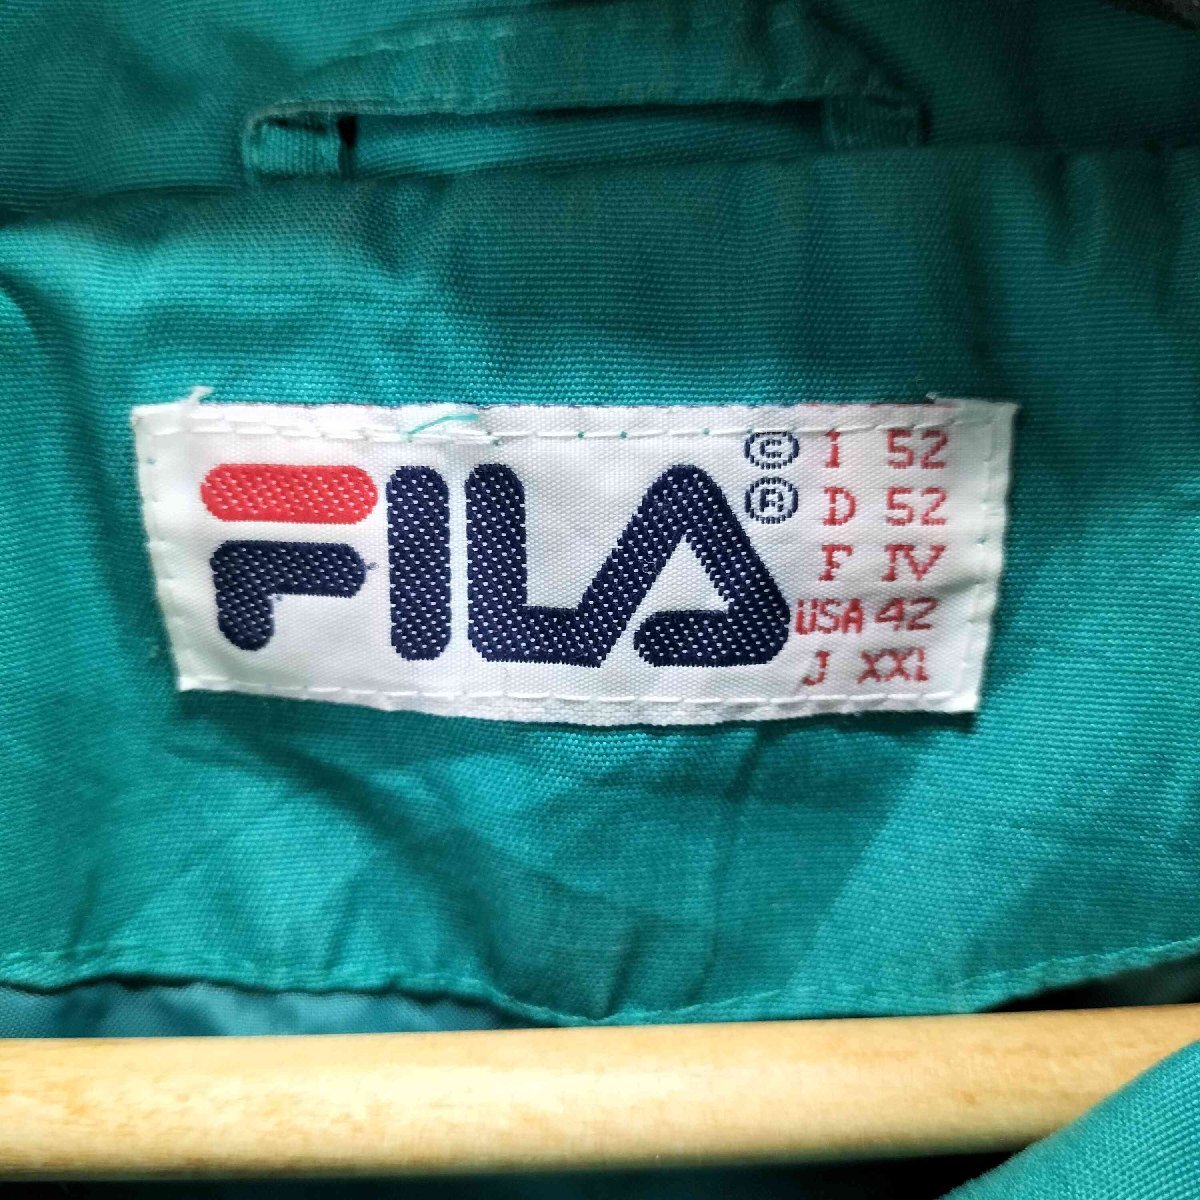 FILA
© I 52
® D 52
F IV
USA 42
J XXL